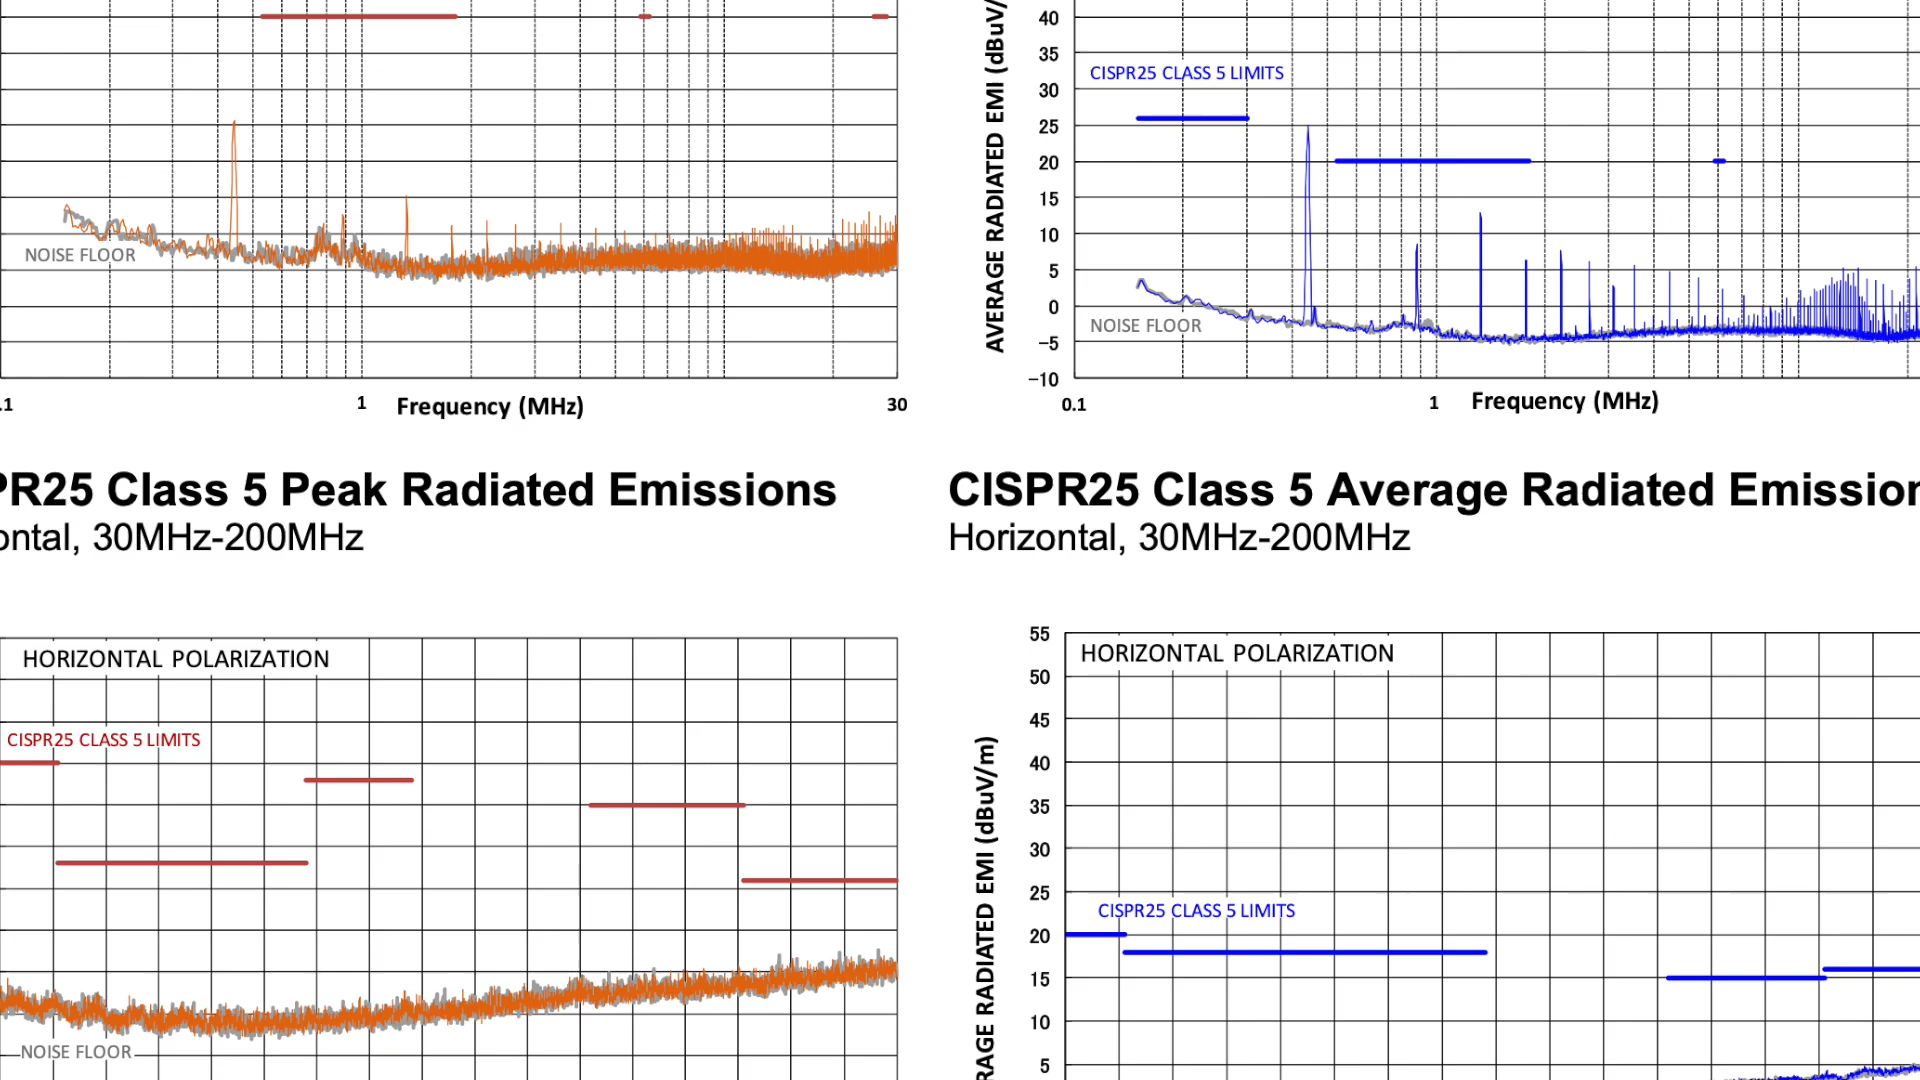 NOISE FLOOR
.1
1
Frequency (MHz)
30
AVERAGE RADIATED EMI (dBuV/
40
35
30
25
20
15
10
5
0
−5
−10
CISPR25 CLASS 5 LIMITS
NOISE FLOOR
0.1
1
Frequency (MHz)
PR25 Class 5 Peak Radiated Emissions
ontal, 30MHz-200MHz
CISPR25 Class 5 Average Radiated Emission
Horizontal, 30MHz-200MHz
HORIZONTAL POLARIZATION
CISPR25 CLASS 5 LIMITS
NOISE FLOOR
RAGE RADIATED EMI (dBuV/m)
55
50
45
40
35
30
25
20
15
10
5
HORIZONTAL POLARIZATION
CISPR25 CLASS 5 LIMITS